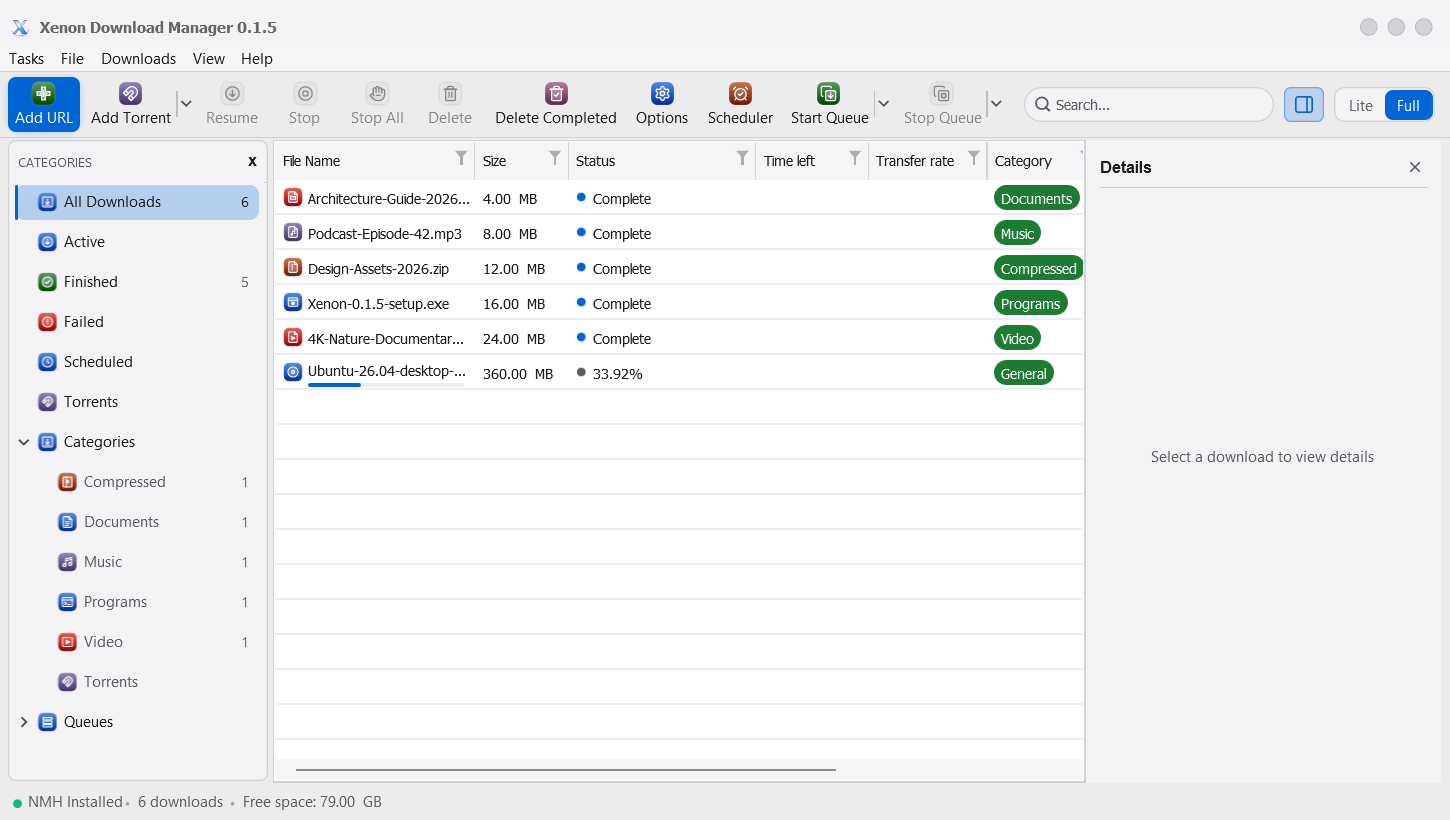 Xenon Download Manager 0.1.5
Tasks File Downloads View Help
Add URL Add Torrent Resume Stop Stop All Delete Delete Completed Options Scheduler Start Queue Stop Queue Search... Lite Full
CATEGORIES x
All Downloads 6
Active
Finished 5
Failed
Scheduled
Torrents
Categories
Compressed 1
Documents 1
Music 1
Programs 1
Video 1
Torrents
Queues
File Name Size Status Time left Transfer rate Category
Architecture-Guide-2026... 4.00 MB Complete Documents
Podcast-Episode-42.mp3 8.00 MB Complete Music
Design-Assets-2026.zip 12.00 MB Complete Compressed
Xenon-0.1.5-setup.exe 16.00 MB Complete Programs
4K-Nature-Documentar... 24.00 MB Complete Video
Ubuntu-26.04-desktop-... 360.00 MB 33.92% General
Details
Select a download to view details
NMH Installed • 6 downloads • Free space: 79.00 GB